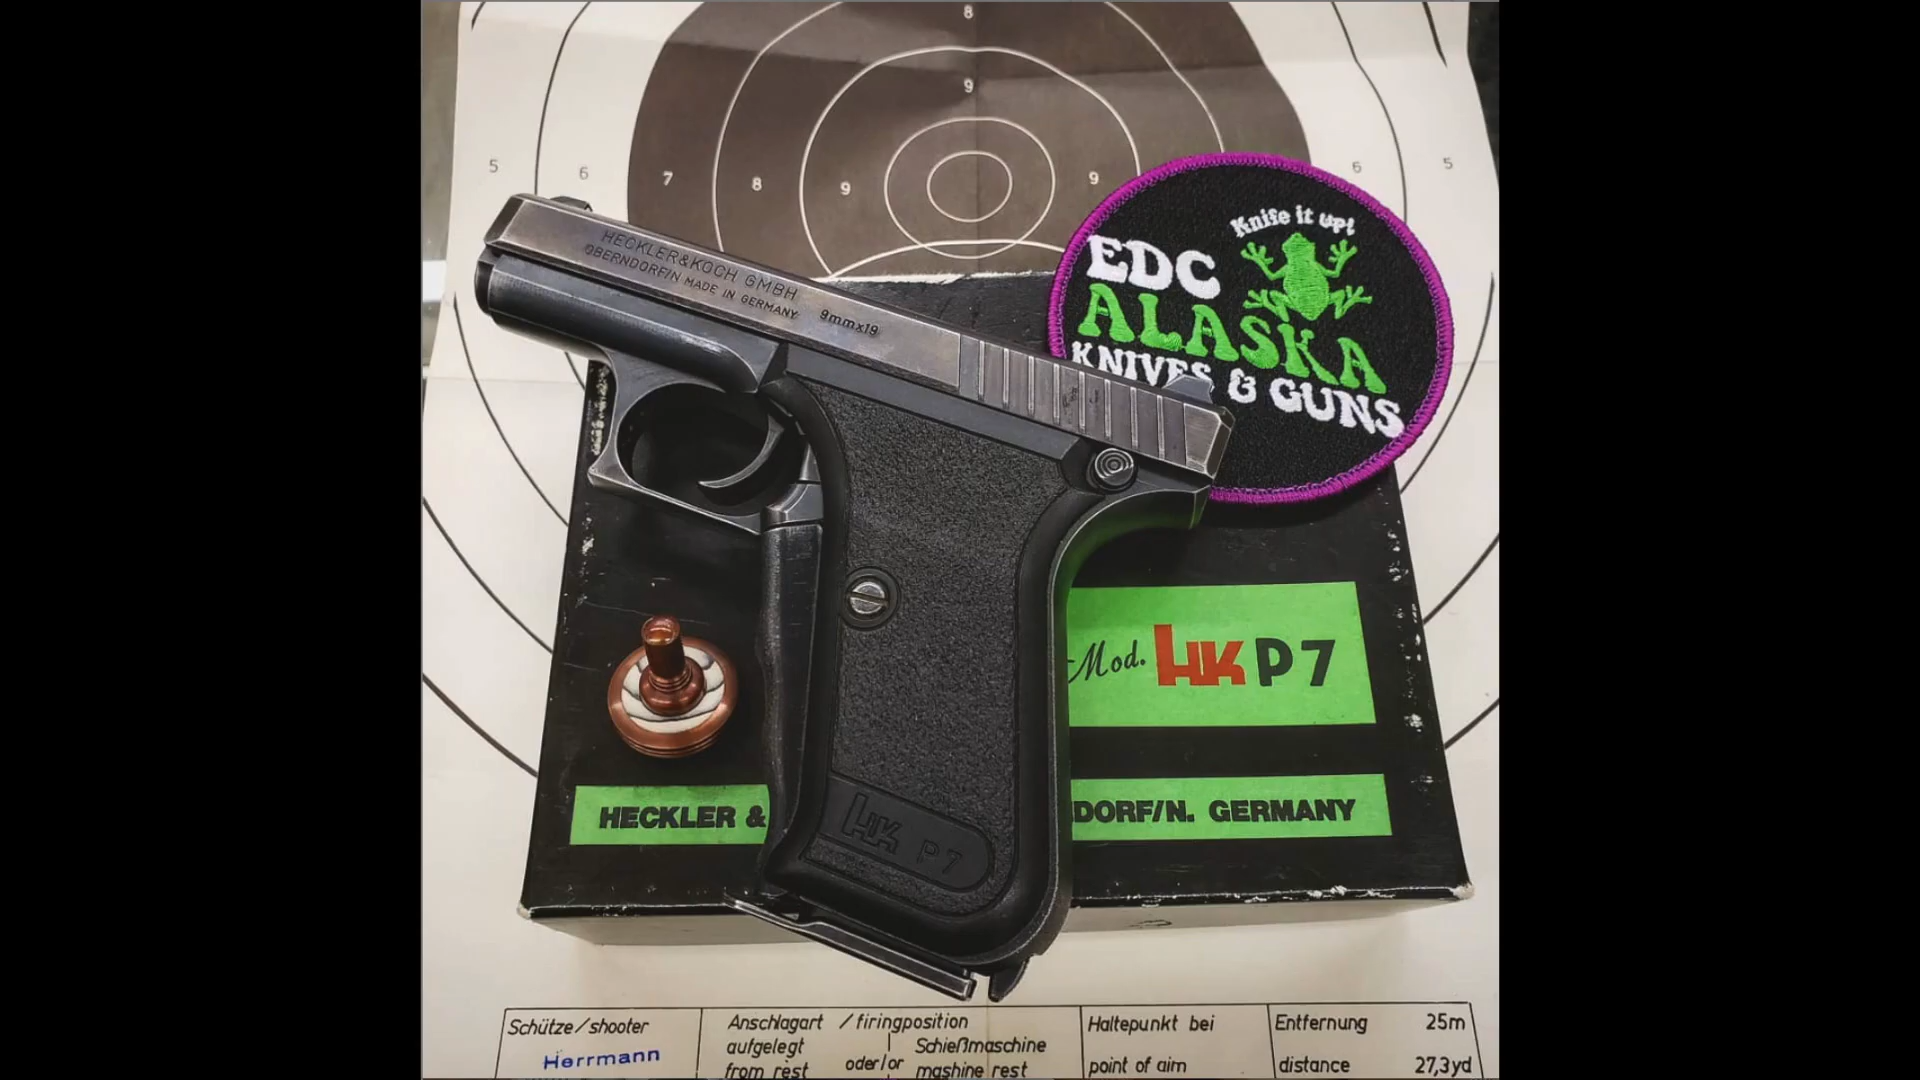 8
9
5
6
7
8
9
9
6
5
HECKLER&KOCH GMBH
OBERNDORF/N MADE IN GERMANY 9mmx19
Knife it up!
EDC
ALASKA
KNIVES & GUNS
Mod. HK P7
HECKLER &
DORF/N. GERMANY
HK P7
Schütze/shooter
Herrmann
Anschlagart / firingposition
aufgelegt
from rest
oder/or
Schießmaschine
mashine rest
Haltepunkt bei
point of aim
Entfernung 25m
distance 27,3yd